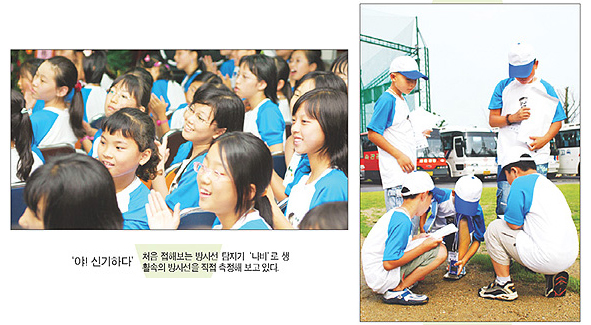 '야! 신기하다'
처음 접해보는 방사선 탐지기 '나비'로 생
활속의 방사선을 직접 측정해 보고 있다.